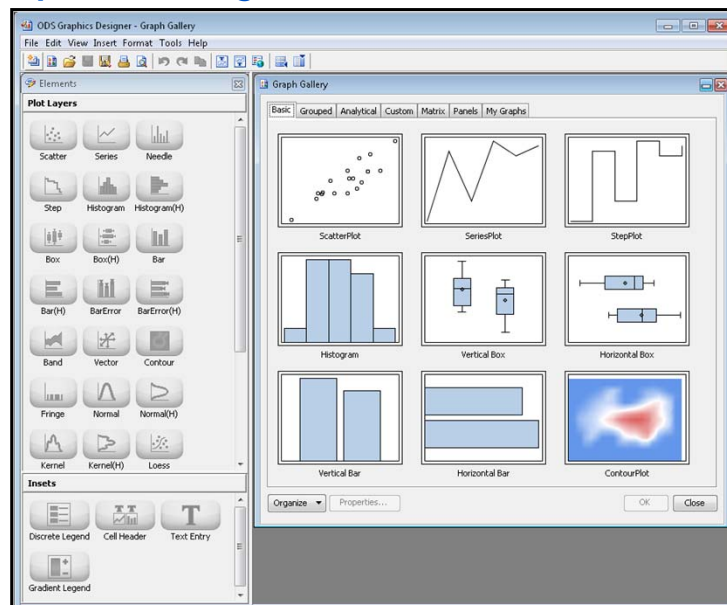 ODS Graphics Designer - Graph Gallery
File Edit View Insert Format Tools Help
Elements
Plot Layers
Scatter Series Needle
Step Histogram Histogram(H)
Box Box(H) Bar
Bar(H) BarError BarError(H)
Band Vector Contour
Fringe Normal Normal(H)
Kernel Kernel(H) Loess
Insets
Discrete Legend Cell Header Text Entry
Gradient Legend
Graph Gallery
Basic Grouped Analytical Custom Matrix Panels My Graphs
ScatterPlot SeriesPlot StepPlot
Histogram Vertical Box Horizontal Box
Vertical Bar Horizontal Bar ContourPlot
Organize Properties... OK Close